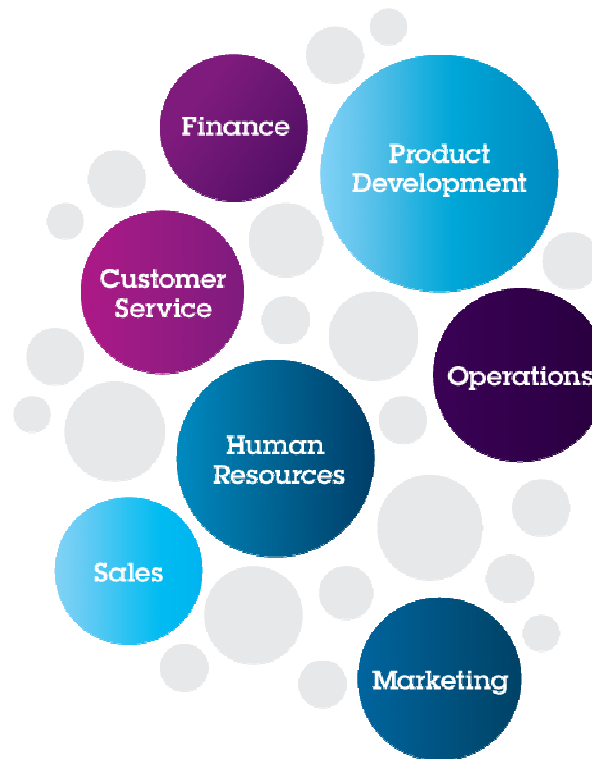 Finance
Product
Development
Customer
Service
Operations
Human
Resources
Sales
Marketing